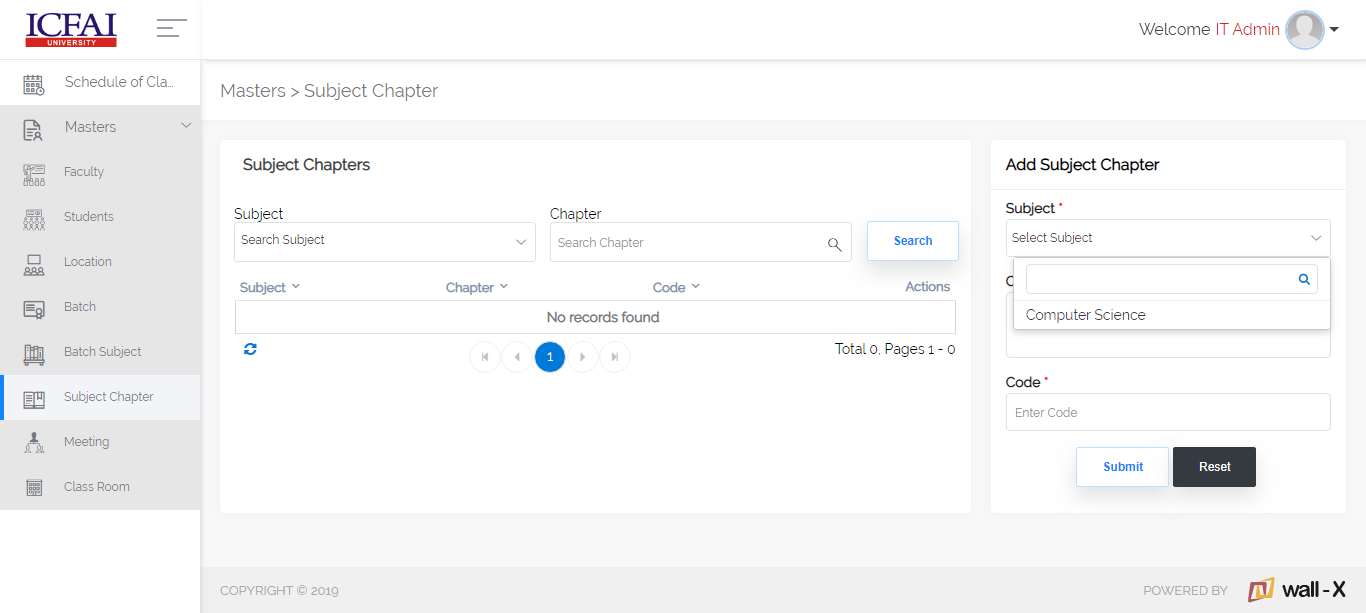 ICFAI
UNIVERSITY
Welcome IT Admin
Schedule of Cla...
Masters
Faculty
Students
Location
Batch
Batch Subject
Subject Chapter
Meeting
Class Room
Masters > Subject Chapter
Subject Chapters
Subject
Search Subject
Chapter
Search Chapter
Search
Subject Chapter Code Actions
No records found
1
Total 0, Pages 1 - 0
Add Subject Chapter
Subject *
Select Subject
Computer Science
Code *
Enter Code
Submit Reset
COPYRIGHT © 2019
POWERED BY wall-X